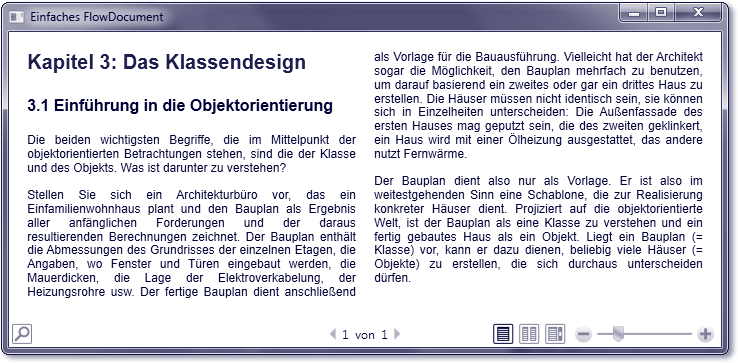 Einfaches FlowDocument
Kapitel 3: Das Klassendesign
3.1 Einführung in die Objektorientierung
Die beiden wichtigsten Begriffe, die im Mittelpunkt der
objektorientierten Betrachtungen stehen, sind die der Klasse
und des Objekts. Was ist darunter zu verstehen?
Stellen Sie sich ein Architekturbüro vor, das ein
Einfamilienwohnhaus plant und den Bauplan als Ergebnis
aller anfänglichen Forderungen und der daraus
resultierenden Berechnungen zeichnet. Der Bauplan enthält
die Abmessungen des Grundrisses der einzelnen Etagen, die
Angaben, wo Fenster und Türen eingebaut werden, die
Mauerdicken, die Lage der Elektroverkabelung, der
Heizungsrohre usw. Der fertige Bauplan dient anschließend
als Vorlage für die Bauausführung. Vielleicht hat der Architekt
sogar die Möglichkeit, den Bauplan mehrfach zu benutzen,
um darauf basierend ein zweites oder gar ein drittes Haus zu
erstellen. Die Häuser müssen nicht identisch sein, sie können
sich in Einzelheiten unterscheiden: Die Außenfassade des
ersten Hauses mag geputzt sein, die des zweiten geklinkert,
ein Haus wird mit einer Ölheizung ausgestattet, das andere
nutzt Fernwärme.
Der Bauplan dient also nur als Vorlage. Er ist also im
weitestgehenden Sinn eine Schablone, die zur Realisierung
konkreter Häuser dient. Projiziert auf die objektorientierte
Welt, ist der Bauplan als eine Klasse zu verstehen und ein
fertig gebautes Haus als ein Objekt. Liegt ein Bauplan (=
Klasse) vor, kann er dazu dienen, beliebig viele Häuser (=
Objekte) zu erstellen, die sich durchaus unterscheiden
dürfen.
1 von 1